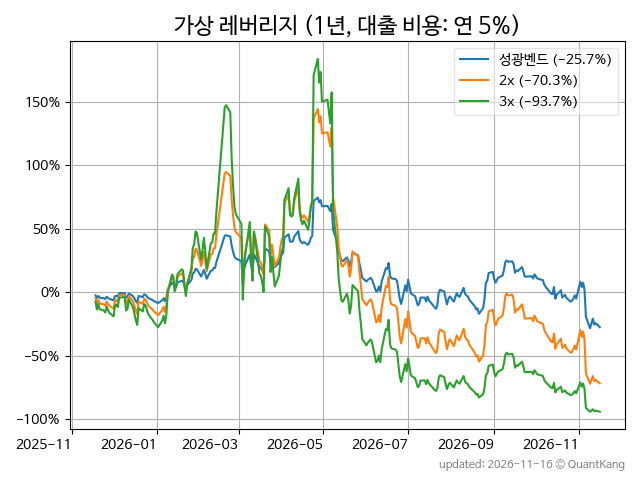 가상 레버리지 (1년, 대출 비용: 연 5%)
성광벤드 (-25.7%)
2x (-70.3%)
3x (-93.7%)
150%
100%
50%
0%
−50%
−100%
2025-11
2026-01
2026-03
2026-05
2026-07
2026-09
2026-11
updated: 2026-11-16 © QuantKang